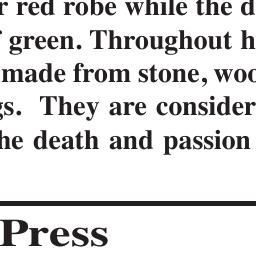 r red robe while the d
f green. Throughout h
made from stone, woo
gs. They are consider
he death and passion
Press